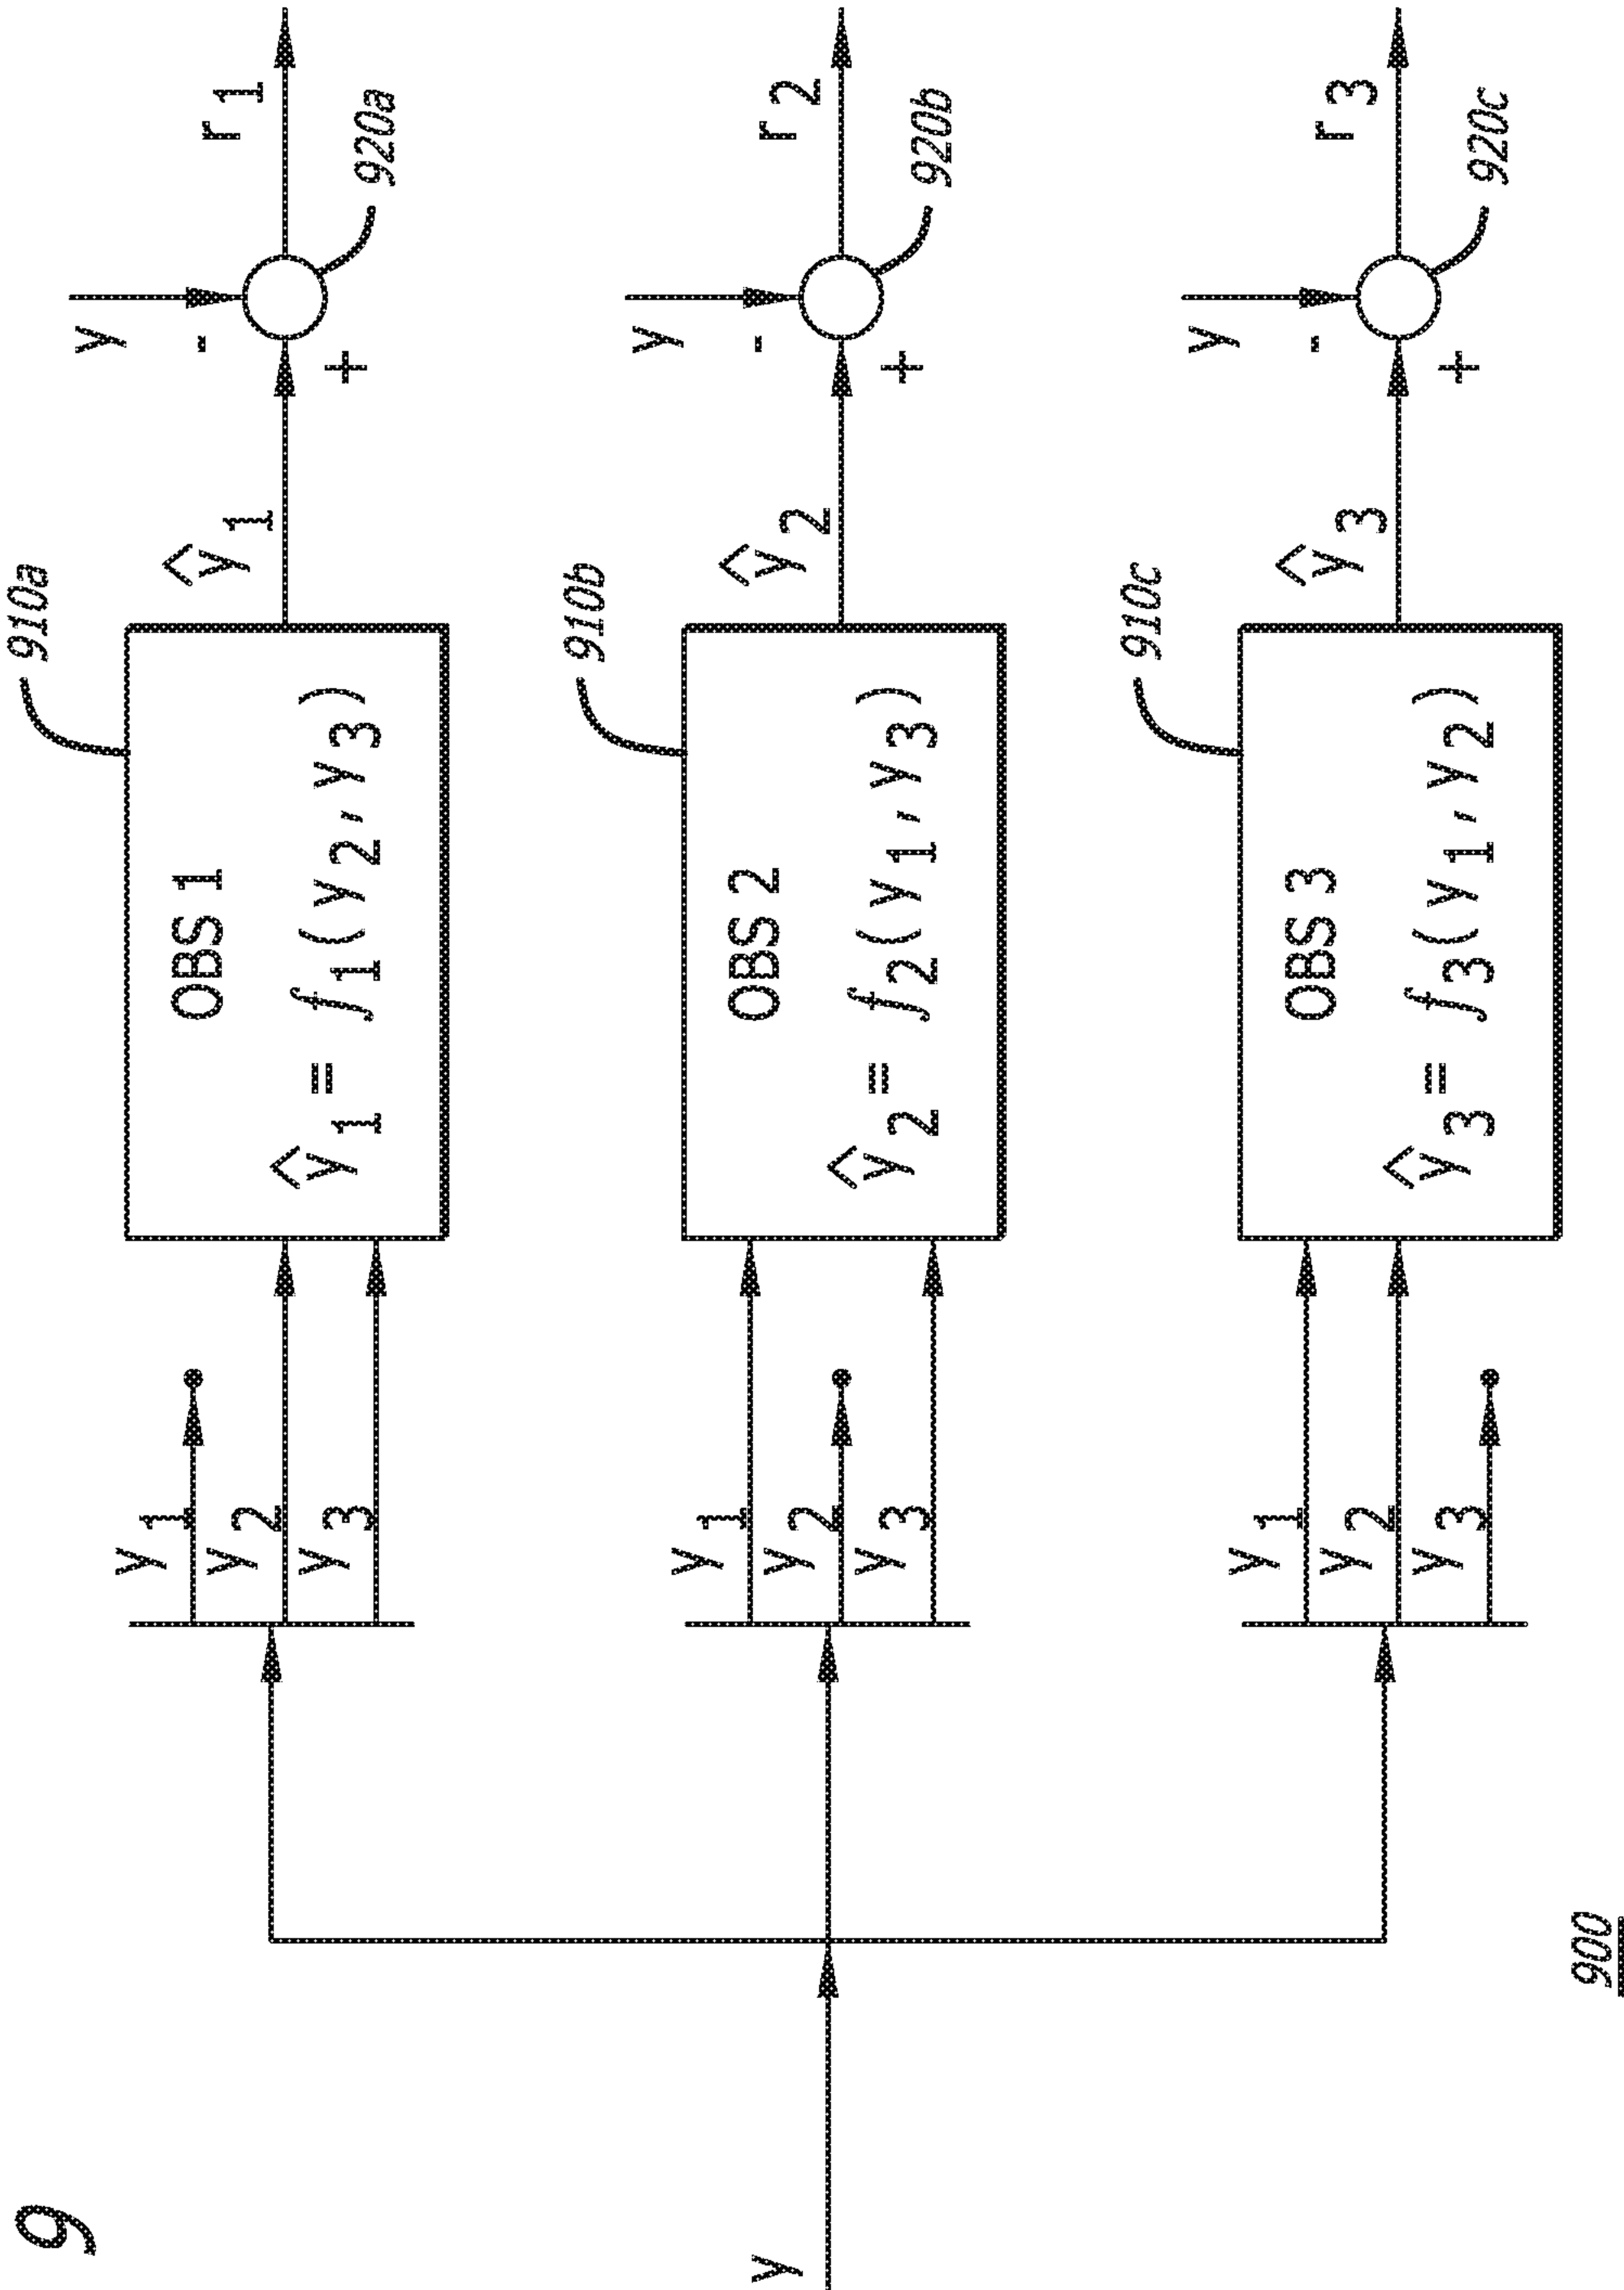 9
y
y1
y2
y3
910a
OBS 1
ŷ1 = f1(y2, y3)
ŷ1
y
-
+
r1
920a
y1
y2
y3
910b
OBS 2
ŷ2 = f2(y1, y3)
ŷ2
y
-
+
r2
920b
y1
y2
y3
910c
OBS 3
ŷ3 = f3(y1, y2)
ŷ3
y
-
+
r3
920c
900